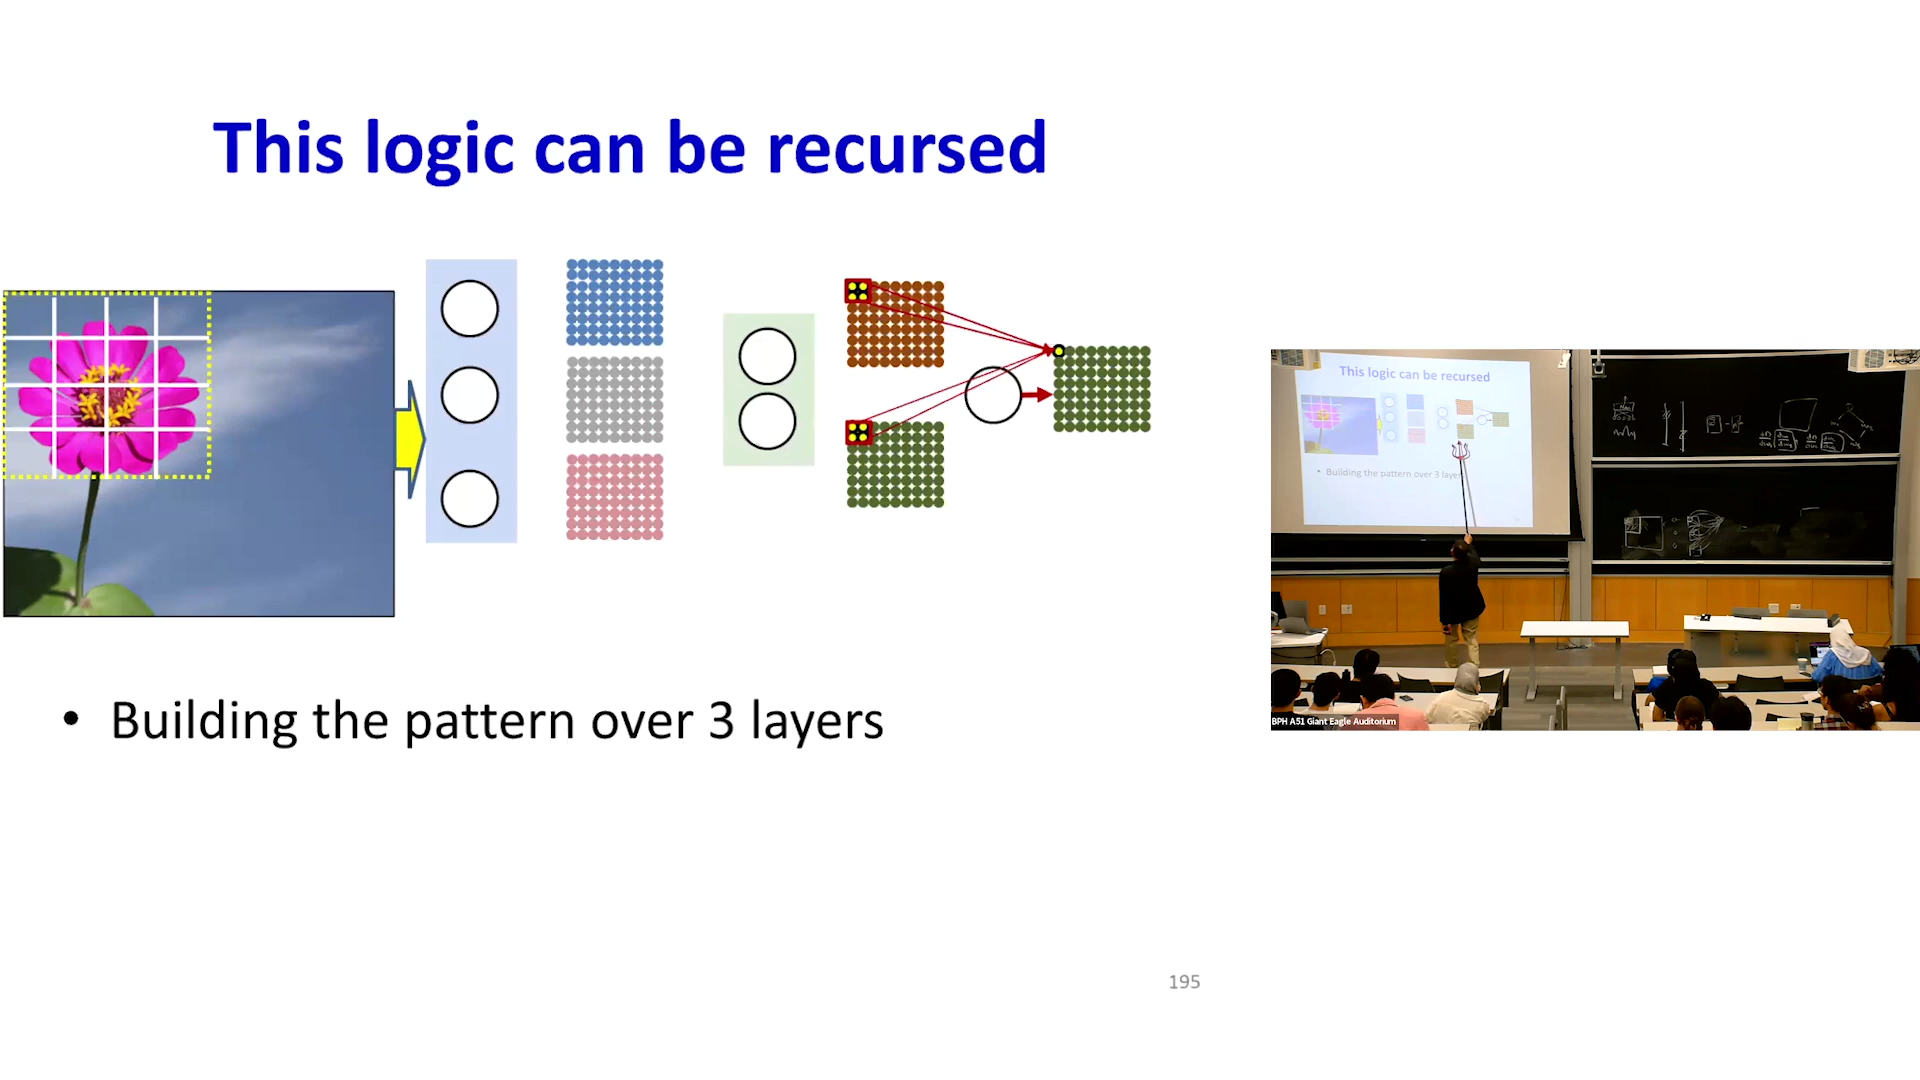 This logic can be recursed
• Building the pattern over 3 layers
195
This logic can be recursed
• Building the pattern over 3 layers
BPH A51 Giant Eagle Auditorium